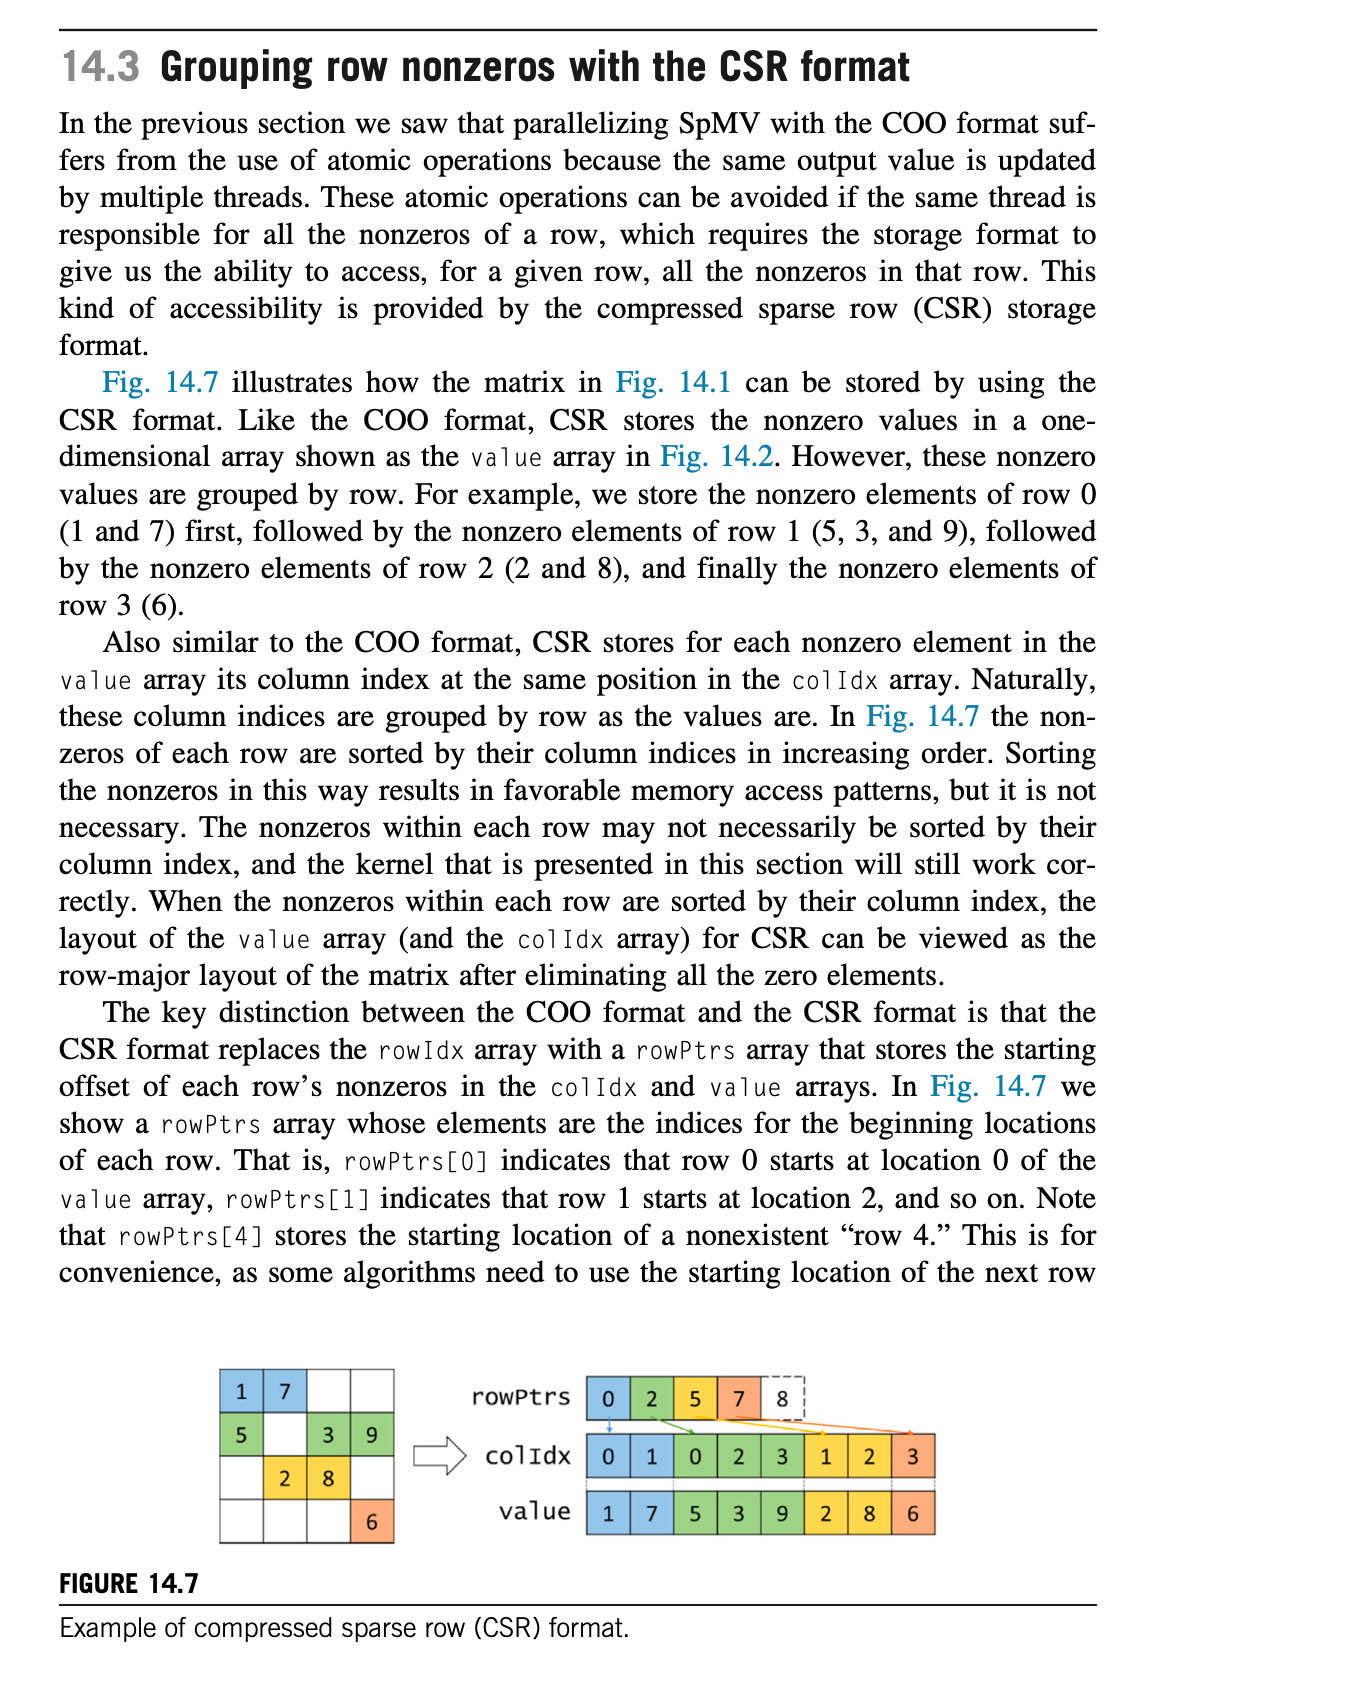 14.3 Grouping row nonzeros with the CSR format
In the previous section we saw that parallelizing SpMV with the COO format suf-
fers from the use of atomic operations because the same output value is updated
by multiple threads. These atomic operations can be avoided if the same thread is
responsible for all the nonzeros of a row, which requires the storage format to
give us the ability to access, for a given row, all the nonzeros in that row. This
kind of accessibility is provided by the compressed sparse row (CSR) storage
format.
Fig. 14.7 illustrates how the matrix in Fig. 14.1 can be stored by using the
CSR format. Like the COO format, CSR stores the nonzero values in a one-
dimensional array shown as the value array in Fig. 14.2. However, these nonzero
values are grouped by row. For example, we store the nonzero elements of row 0
(1 and 7) first, followed by the nonzero elements of row 1 (5, 3, and 9), followed
by the nonzero elements of row 2 (2 and 8), and finally the nonzero elements of
row 3 (6).
Also similar to the COO format, CSR stores for each nonzero element in the
value array its column index at the same position in the colIdx array. Naturally,
these column indices are grouped by row as the values are. In Fig. 14.7 the non-
zeros of each row are sorted by their column indices in increasing order. Sorting
the nonzeros in this way results in favorable memory access patterns, but it is not
necessary. The nonzeros within each row may not necessarily be sorted by their
column index, and the kernel that is presented in this section will still work cor-
rectly. When the nonzeros within each row are sorted by their column index, the
layout of the value array (and the colIdx array) for CSR can be viewed as the
row-major layout of the matrix after eliminating all the zero elements.
The key distinction between the COO format and the CSR format is that the
CSR format replaces the rowIdx array with a rowPtrs array that stores the starting
offset of each row’s nonzeros in the colIdx and value arrays. In Fig. 14.7 we
show a rowPtrs array whose elements are the indices for the beginning locations
of each row. That is, rowPtrs[0] indicates that row 0 starts at location 0 of the
value array, rowPtrs[1] indicates that row 1 starts at location 2, and so on. Note
that rowPtrs[4] stores the starting location of a nonexistent “row 4.” This is for
convenience, as some algorithms need to use the starting location of the next row
1 7
5 3 9
2 8
6
rowPtrs 0 2 5 7 8
colIdx 0 1 0 2 3 1 2 3
value 1 7 5 3 9 2 8 6
FIGURE 14.7
Example of compressed sparse row (CSR) format.